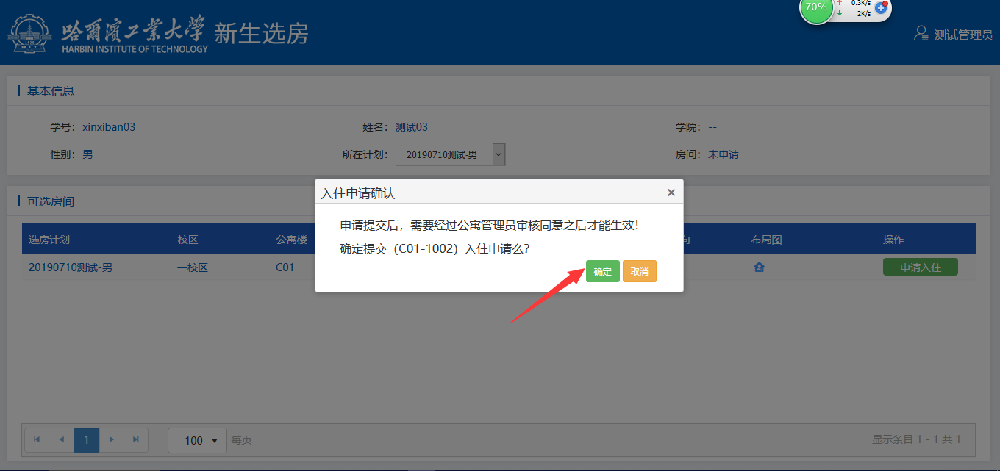 70%
0.3K/s
2K/s
哈尔滨工业大学
HARBIN INSTITUTE OF TECHNOLOGY
新生选房
测试管理员
基本信息
学号： xinxiban03
姓名： 测试03
学院： --
性别： 男
所在计划： 20190710测试-男
房间： 未申请
可选房间
入住申请确认 ×
申请提交后，需要经过公寓管理员审核同意之后才能生效！
确定提交（C01-1002）入住申请么？
确定 取消
选房计划 校区 公寓楼 向 布局图 操作
20190710测试-男 一校区 C01 申请入住
1 100 每页 显示条目 1 - 1 共 1